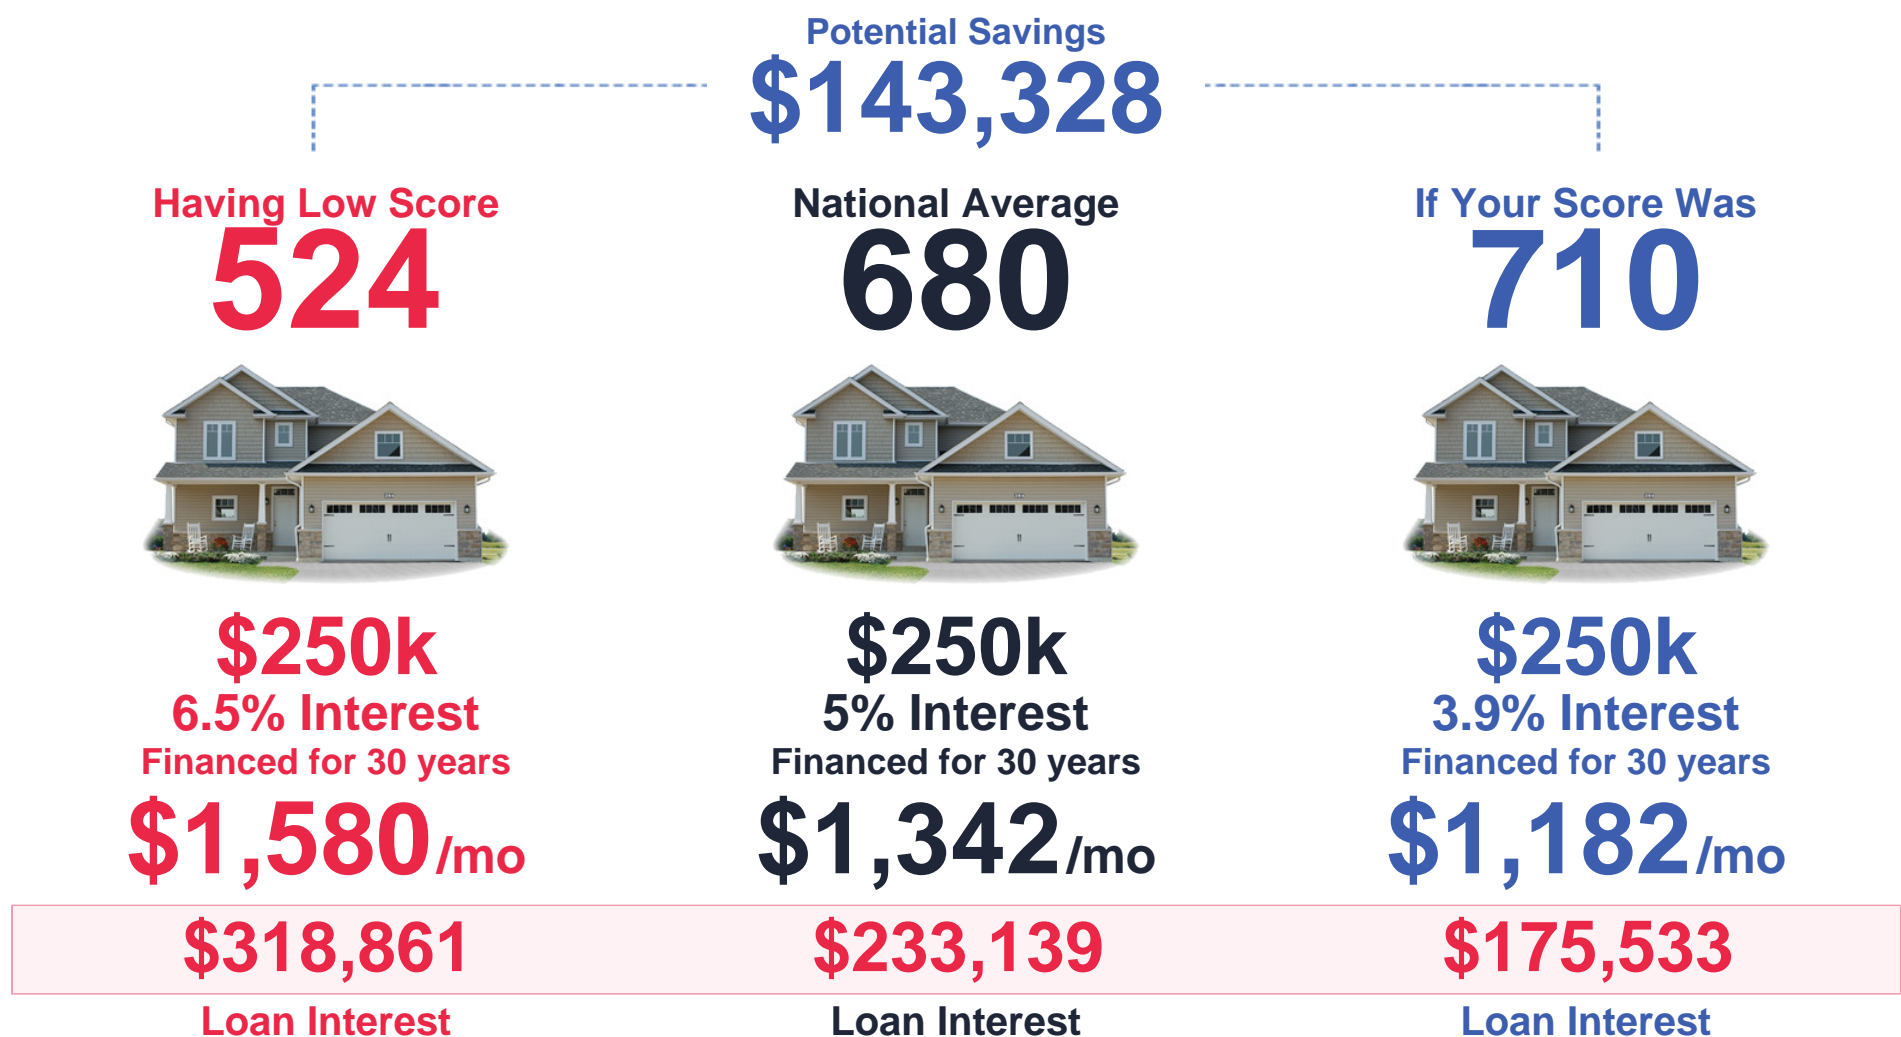 Potential Savings
$143,328
Having Low Score
524
National Average
680
If Your Score Was
710
$250k
6.5% Interest
Financed for 30 years
$1,580/mo
$318,861
Loan Interest
$250k
5% Interest
Financed for 30 years
$1,342/mo
$233,139
Loan Interest
$250k
3.9% Interest
Financed for 30 years
$1,182/mo
$175,533
Loan Interest